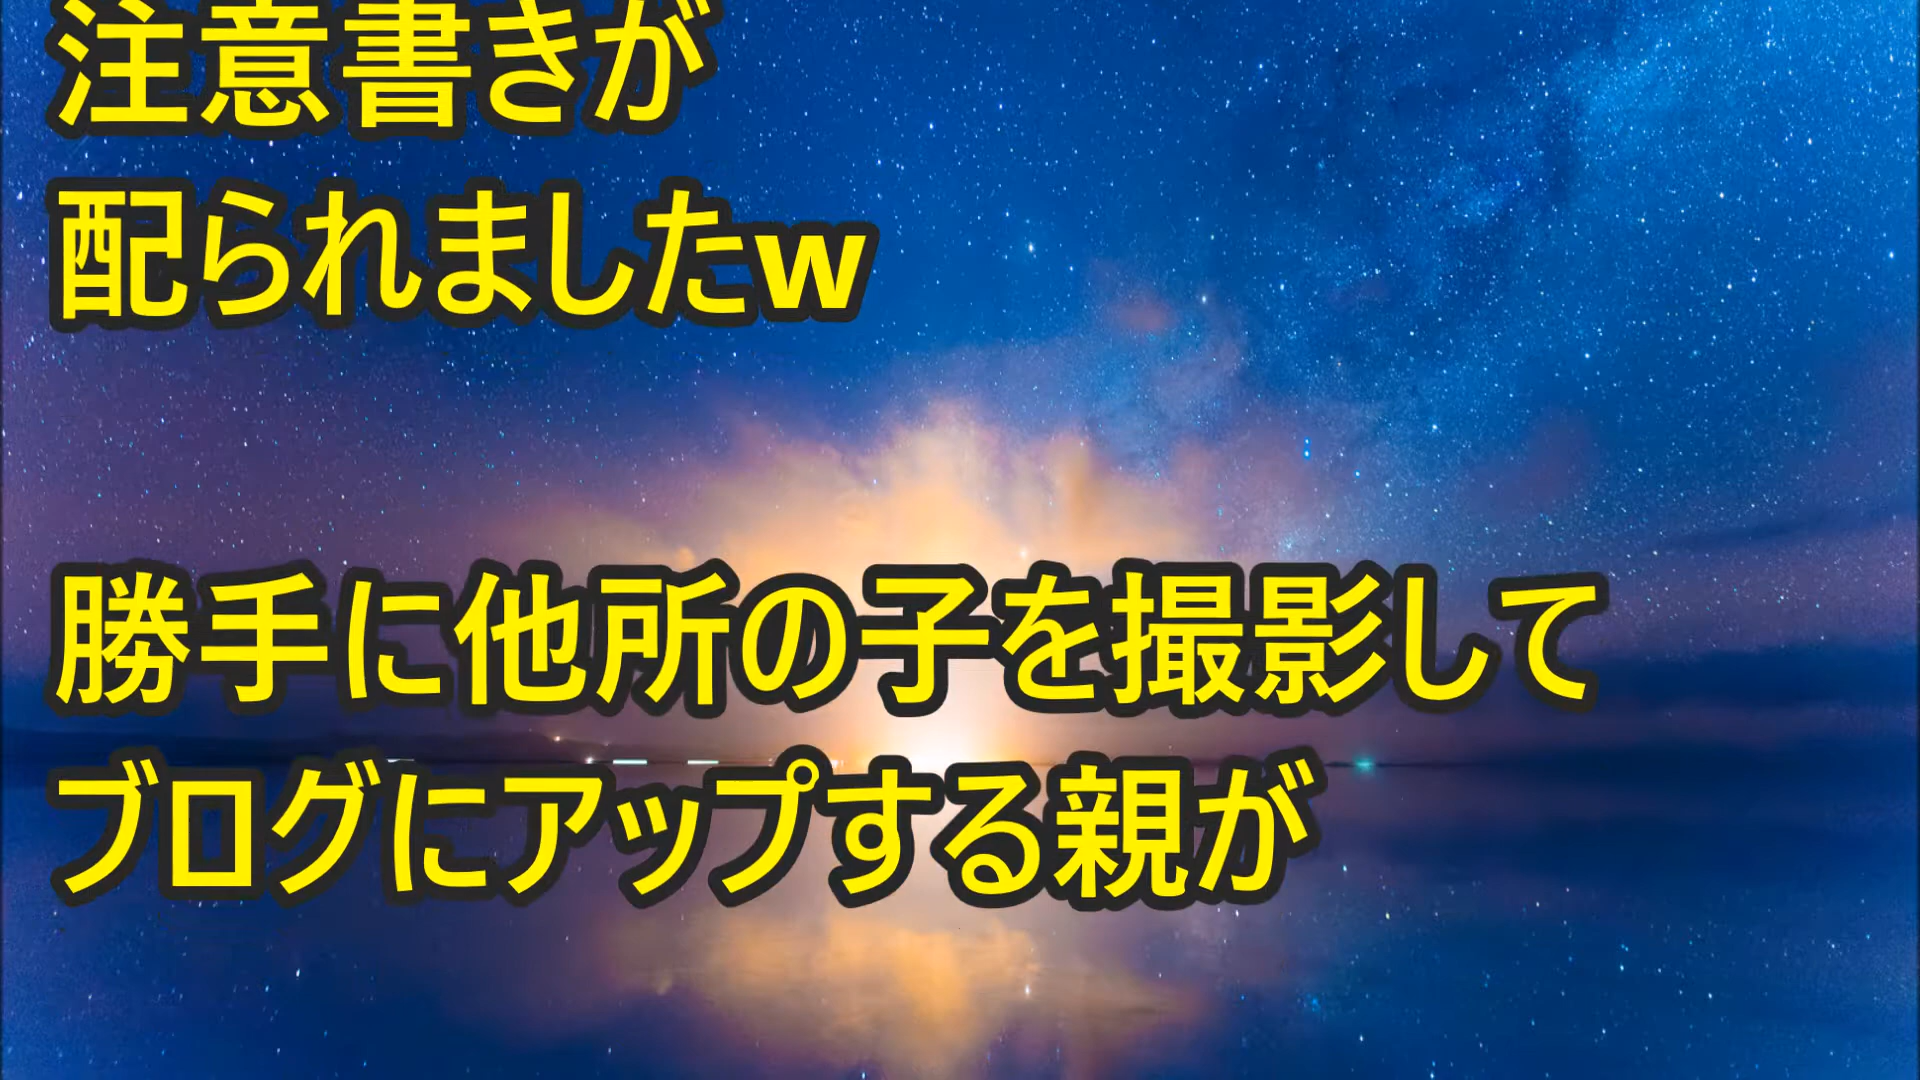 注意書きが
配られましたw
勝手に他所の子を撮影して
ブログにアップする親が